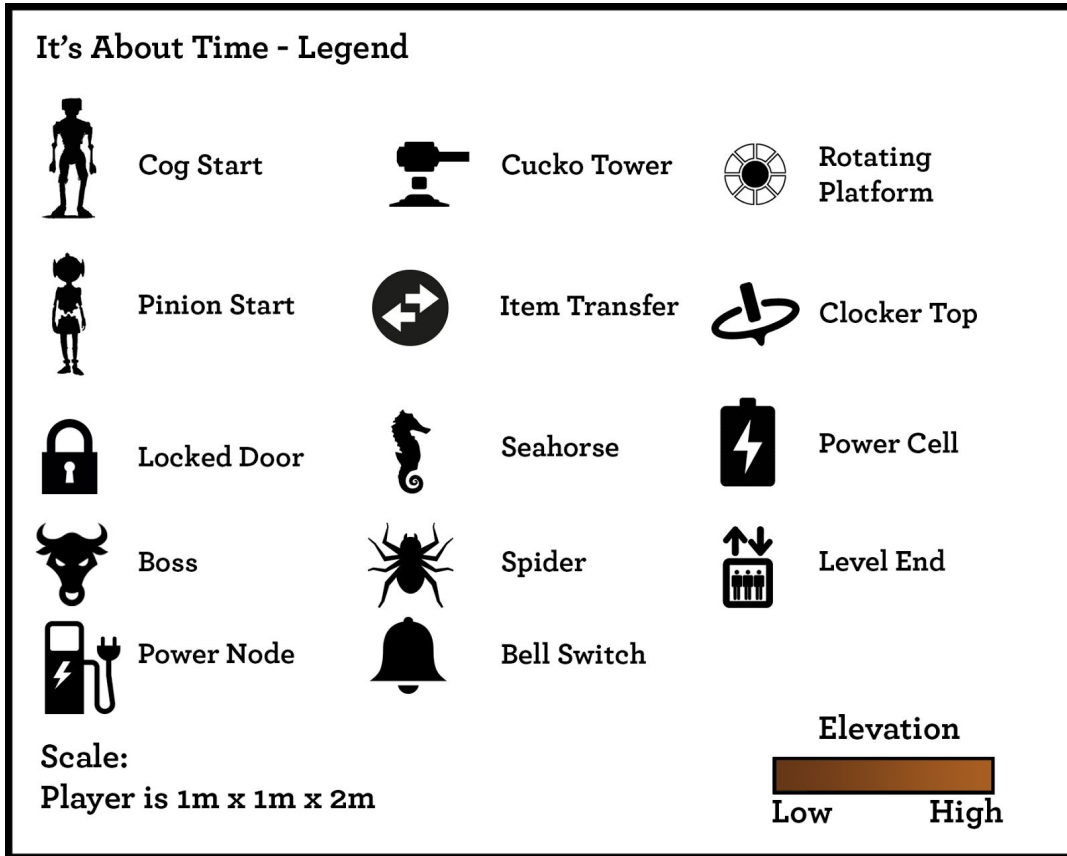 It's About Time - Legend
Cog Start
Cucko Tower
Rotating
Platform
Pinion Start
Item Transfer
Clocker Top
Locked Door
Seahorse
Power Cell
Boss
Spider
Level End
Power Node
Bell Switch
Scale:
Player is 1m x 1m x 2m
Elevation
Low
High